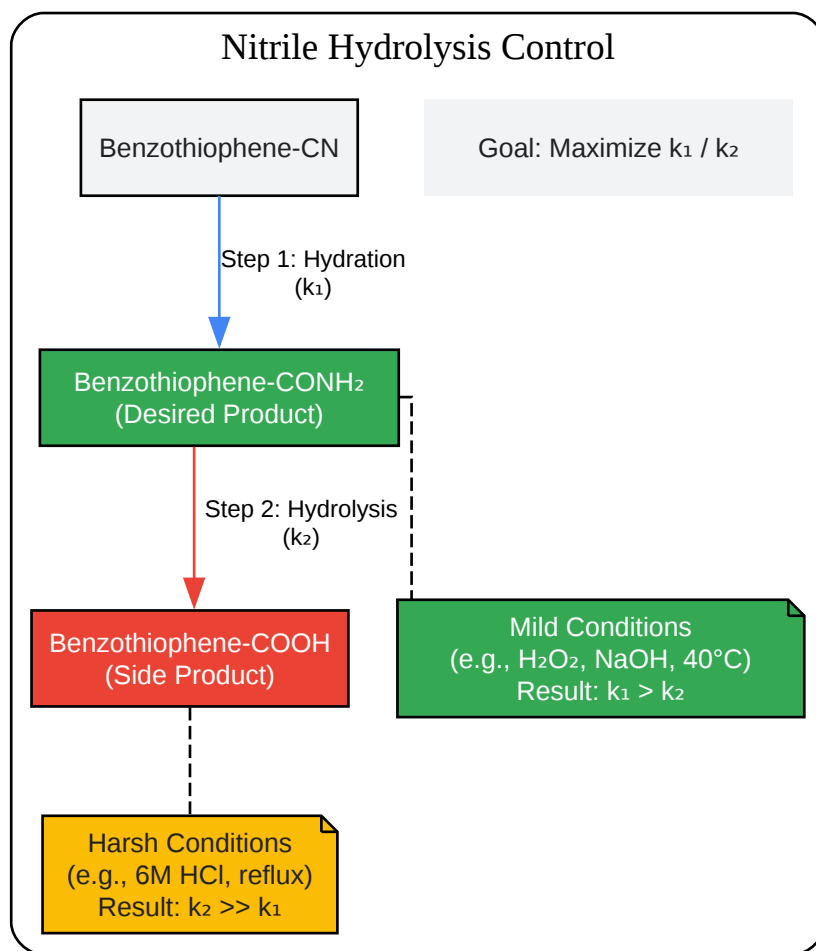 Nitrile Hydrolysis Control
Benzothiophene-CN
Goal: Maximize k₁ / k₂
Step 1: Hydration
(k₁)
Benzothiophene-CONH₂
(Desired Product)
Step 2: Hydrolysis
(k₂)
Benzothiophene-COOH
(Side Product)
Mild Conditions
(e.g., H₂O₂, NaOH, 40°C)
Result: k₁ > k₂
Harsh Conditions
(e.g., 6M HCl, reflux)
Result: k₂ >> k₁